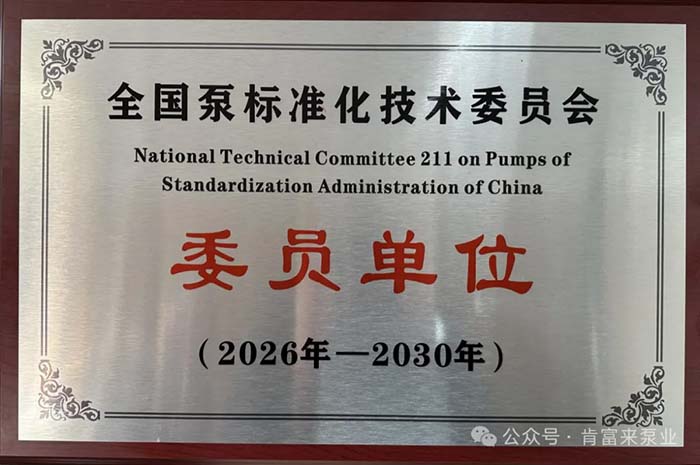 全国泵标准化技术委员会
National Technical Committee 211 on Pumps of
Standardization Administration of China
委员单位
（2026年—2030年）
公众号·肯富来泵业